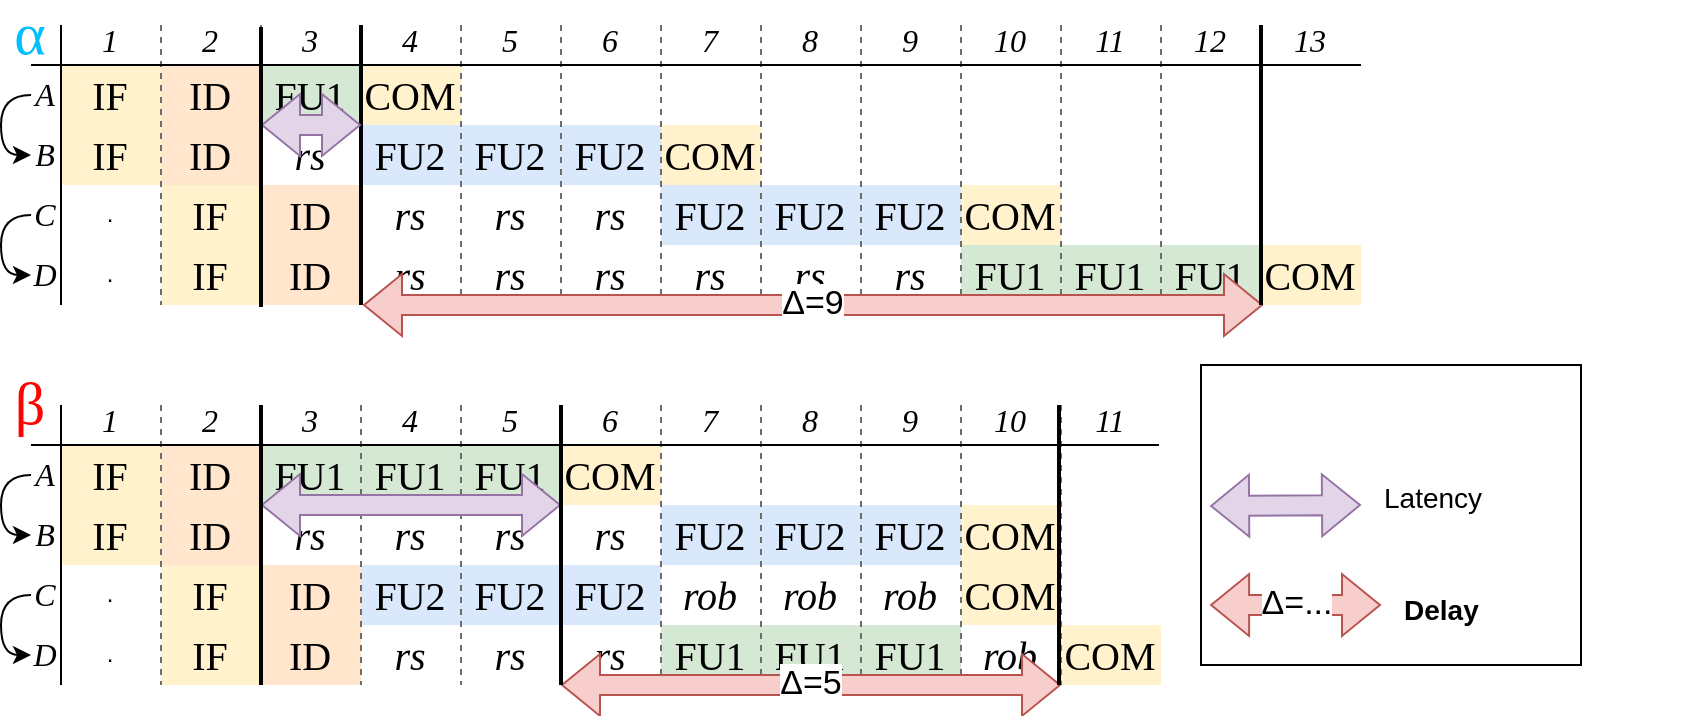 α 1 2 3 4 5 6 7 8 9 10 11 12 13
A IF ID FU1 COM
B IF ID rs FU2 FU2 FU2 COM
C . IF ID rs rs rs FU2 FU2 FU2 COM
D . IF ID rs rs rs rs rs rs FU1 FU1 FU1 COM
Δ=9
β 1 2 3 4 5 6 7 8 9 10 11
A IF ID FU1 FU1 FU1 COM
B IF ID rs rs rs rs FU2 FU2 FU2 COM
C . IF ID FU2 FU2 FU2 rob rob rob COM
D . IF ID rs rs rs FU1 FU1 FU1 rob COM
Δ=5
Latency
Δ=... Delay